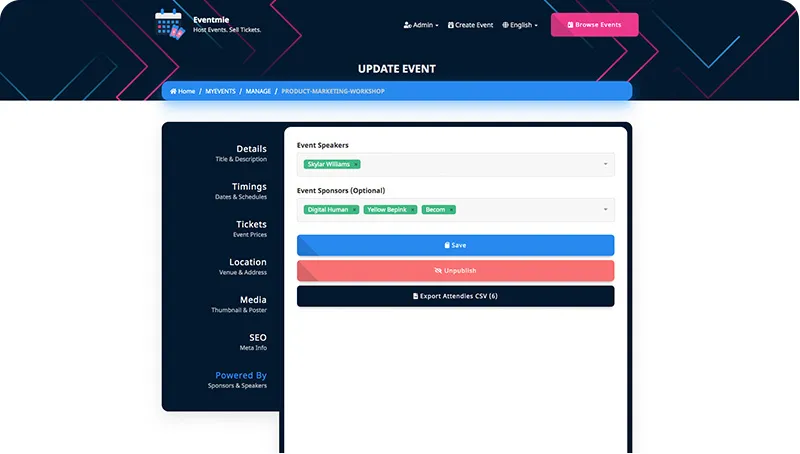 Eventmie
Host Events. Sell Tickets.
Admin
Create Event
English
Browse Events
UPDATE EVENT
Home / MYEVENTS / MANAGE / PRODUCT-MARKETING-WORKSHOP
Details
Title & Description
Timings
Dates & Schedules
Tickets
Event Prices
Location
Venue & Address
Media
Thumbnail & Poster
SEO
Meta Info
Powered By
Sponsors & Speakers
Event Speakers
Skylar Williams ×
Event Sponsors (Optional)
Digital Human × Yellow Bepink × Becom ×
Save
Unpublish
Export Attendies CSV (6)